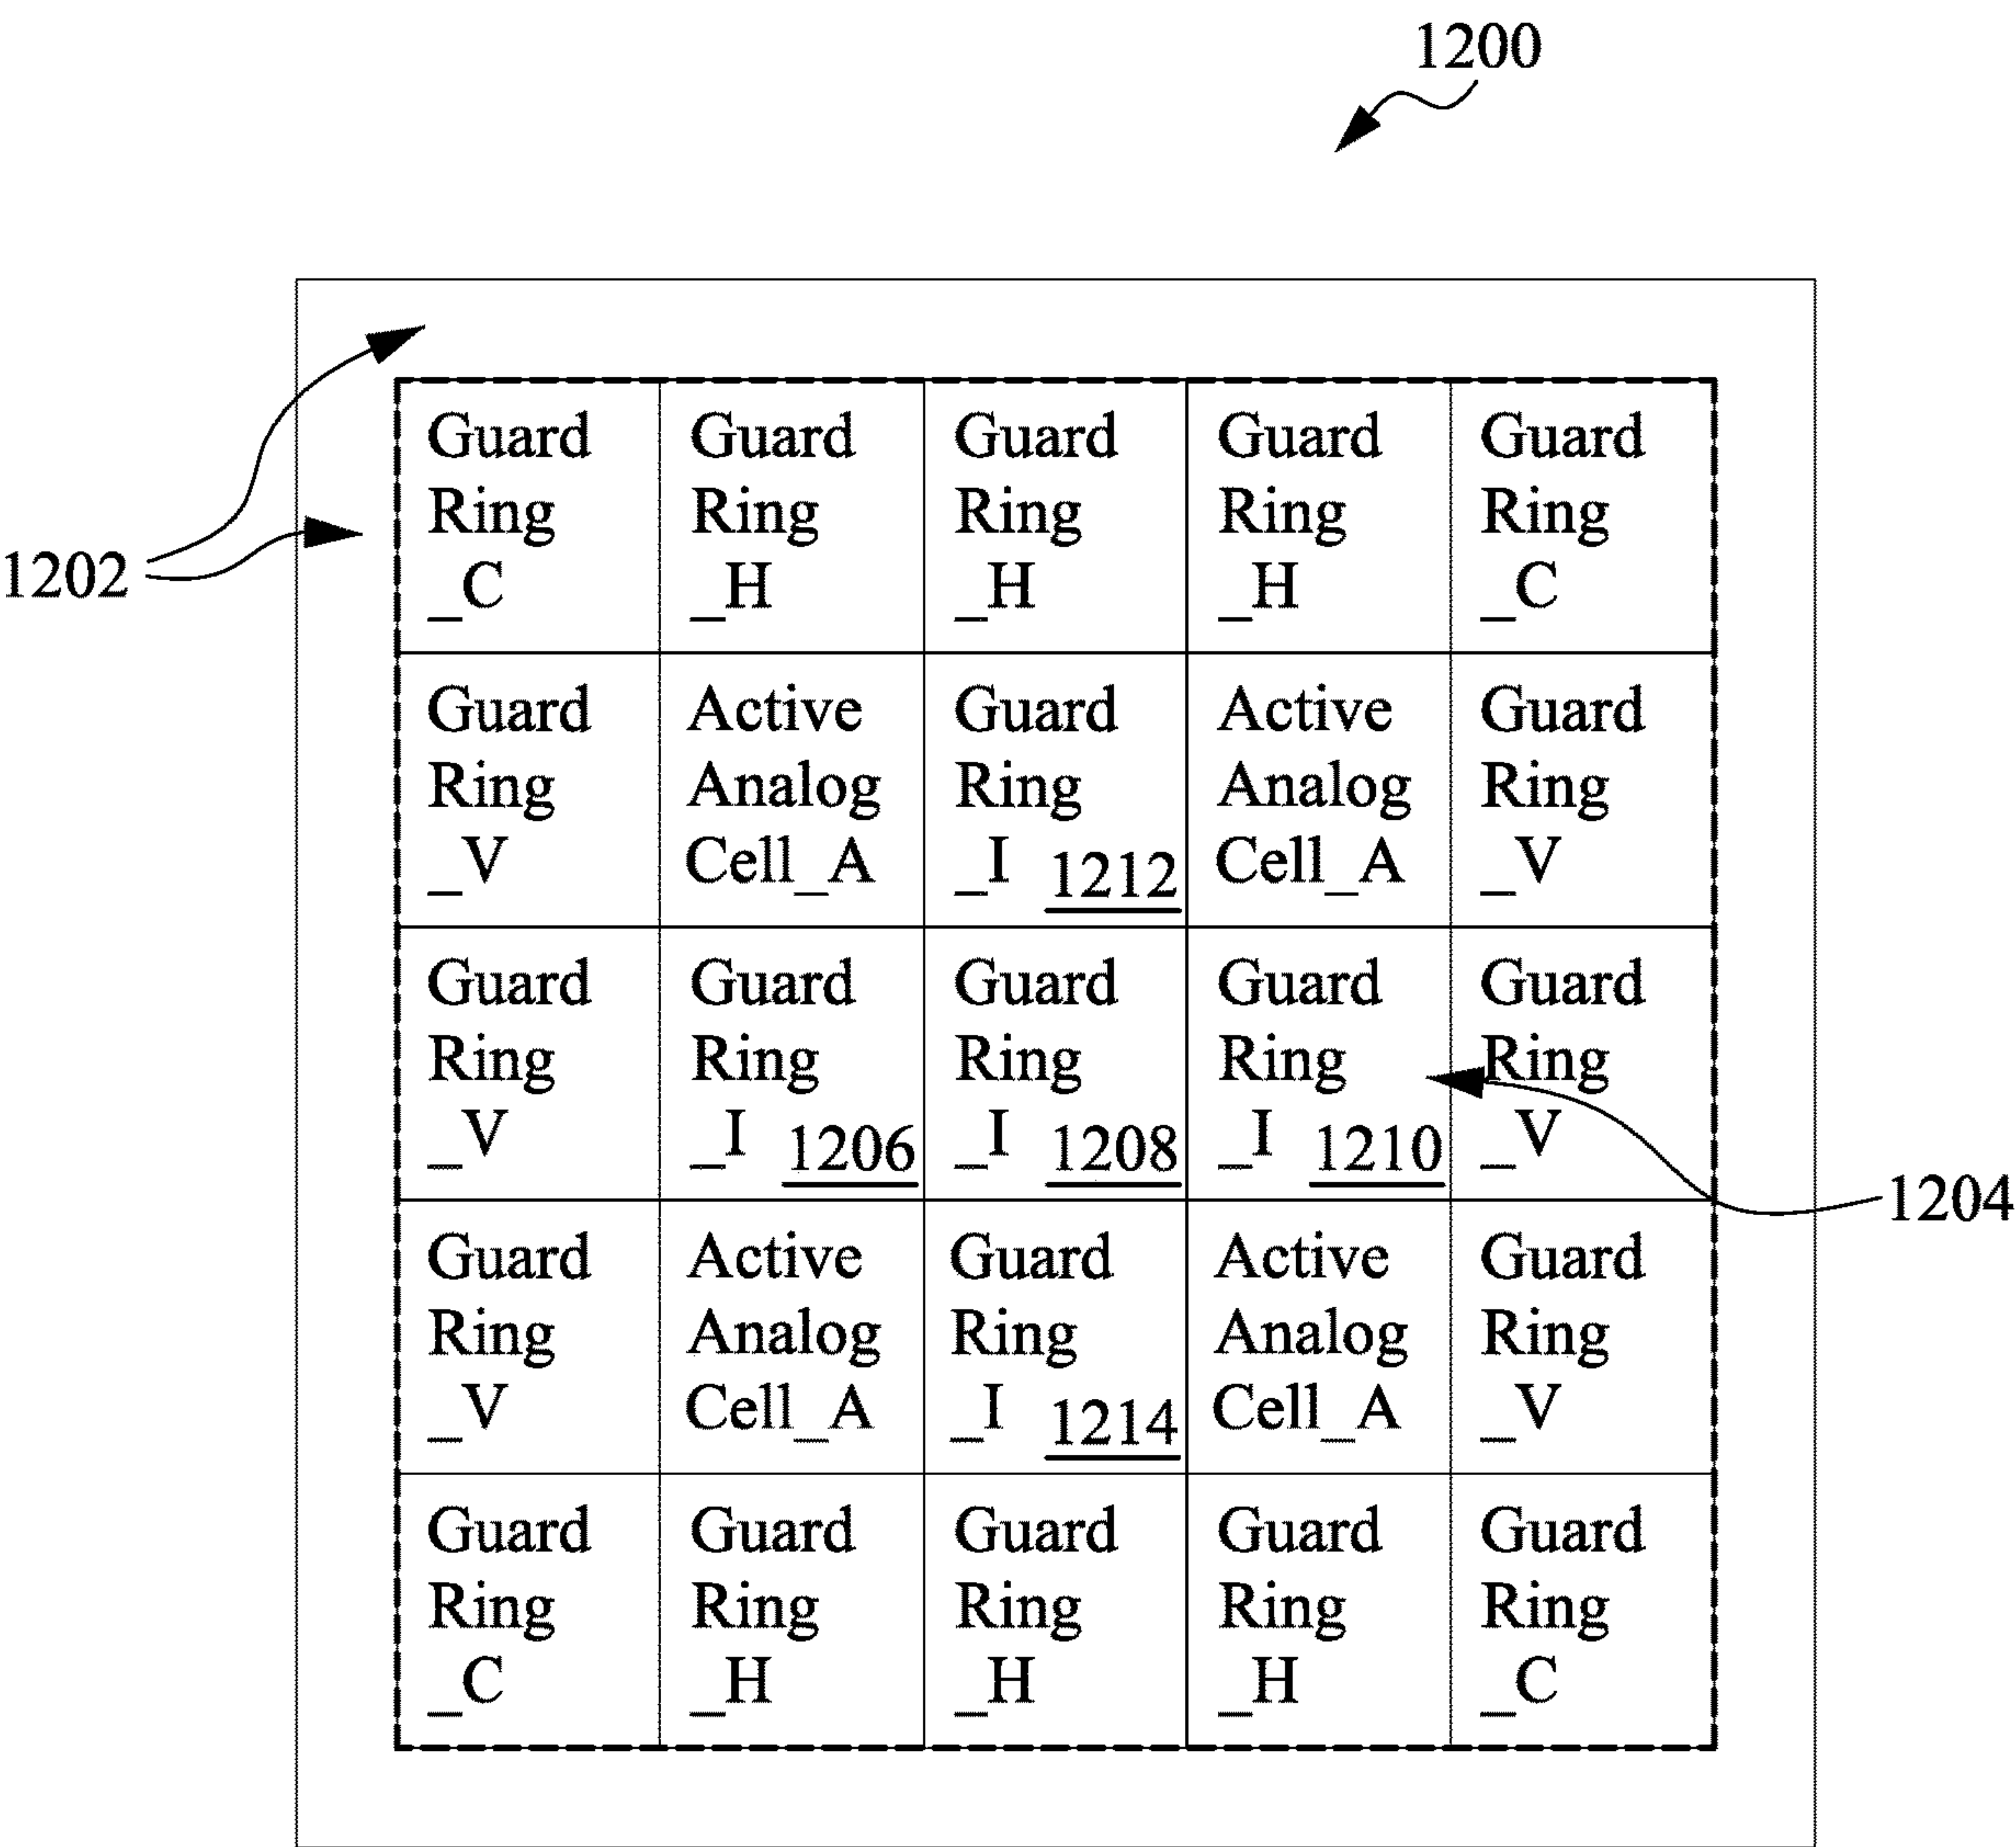 1200
1202
Guard
Ring
_C
Guard
Ring
_H
Guard
Ring
_H
Guard
Ring
_H
Guard
Ring
_C
Guard
Ring
_V
Active
Analog
Cell_A
Guard
Ring
_I 1212
Active
Analog
Cell_A
Guard
Ring
_V
Guard
Ring
_V
Guard
Ring
_I 1206
Guard
Ring
_I 1208
Guard
Ring
_I 1210
Guard
Ring
_V
1204
Guard
Ring
_V
Active
Analog
Cell_A
Guard
Ring
_I 1214
Active
Analog
Cell_A
Guard
Ring
_V
Guard
Ring
_C
Guard
Ring
_H
Guard
Ring
_H
Guard
Ring
_H
Guard
Ring
_C